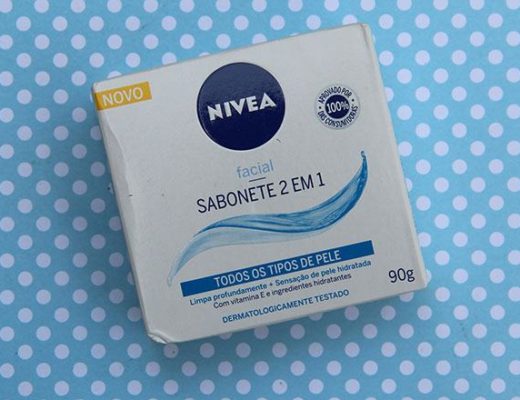 NOVO
NIVEA
APROVADO POR
100%
DAS CONSUMIDORAS
facial
SABONETE 2 EM 1
TODOS OS TIPOS DE PELE
Limpa profundamente + Sensação de pele hidratada
Com vitamina E e ingredientes hidratantes
DERMATOLOGICAMENTE TESTADO
90g